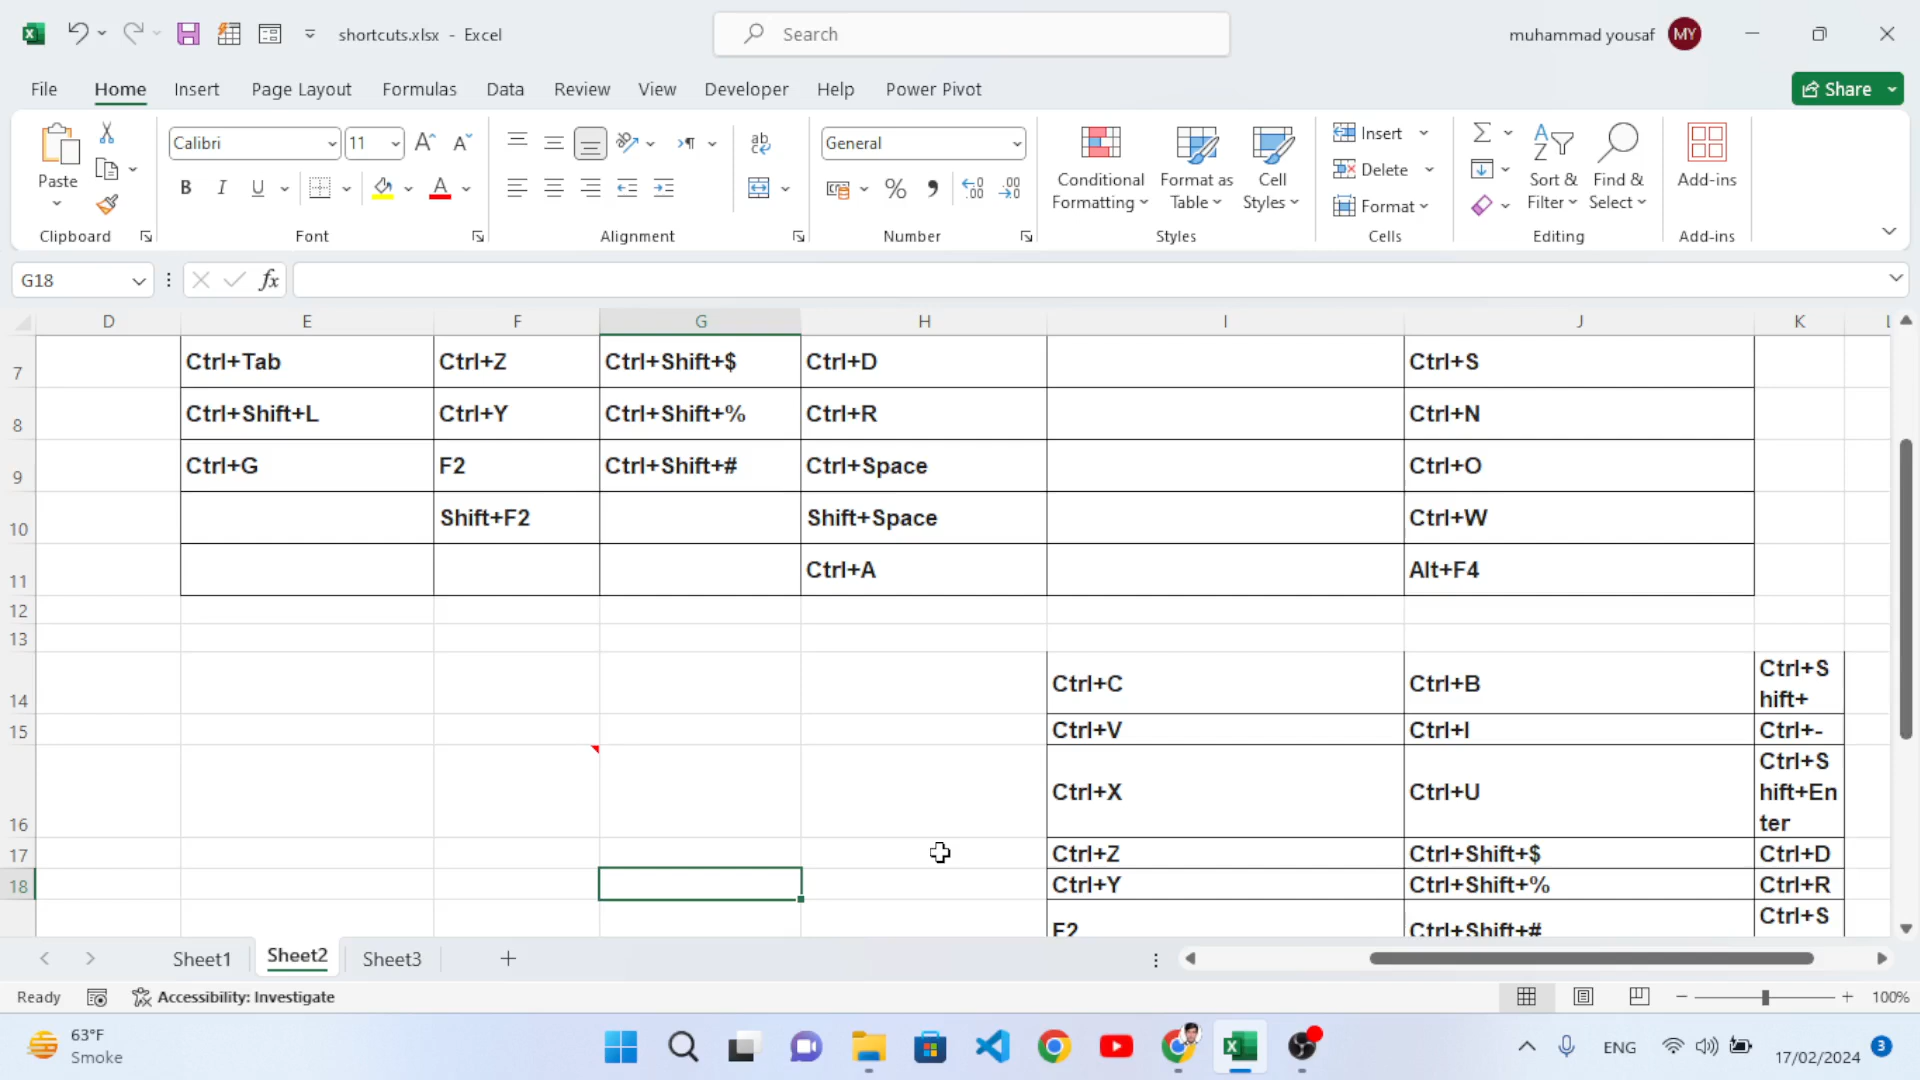 shortcuts.xlsx - Excel
Search
muhammad yousaf
MY
File Home Insert Page Layout Formulas Data Review View Developer Help Power Pivot
Share
Paste
Clipboard
Calibri 11
B I U
Font
Alignment
General
Number
Conditional Formatting
Format as Table
Cell Styles
Styles
Insert
Delete
Format
Cells
Sort & Filter
Find & Select
Editing
Add-ins
Add-ins
G18
fx
D E F G H I J K L
7 Ctrl+Tab Ctrl+Z Ctrl+Shift+$ Ctrl+D Ctrl+S
8 Ctrl+Shift+L Ctrl+Y Ctrl+Shift+% Ctrl+R Ctrl+N
9 Ctrl+G F2 Ctrl+Shift+# Ctrl+Space Ctrl+O
10 Shift+F2 Shift+Space Ctrl+W
11 Ctrl+A Alt+F4
12
13
14 Ctrl+C Ctrl+B Ctrl+S
hift+
15 Ctrl+V Ctrl+I Ctrl+-
16 Ctrl+X Ctrl+U Ctrl+S
hift+En
ter
17 Ctrl+Z Ctrl+Shift+$ Ctrl+D
18 Ctrl+Y Ctrl+Shift+% Ctrl+R
F2 Ctrl+Shift+# Ctrl+S
Sheet1 Sheet2 Sheet3
Ready
Accessibility: Investigate
100%
63°F
Smoke
ENG
17/02/2024
3